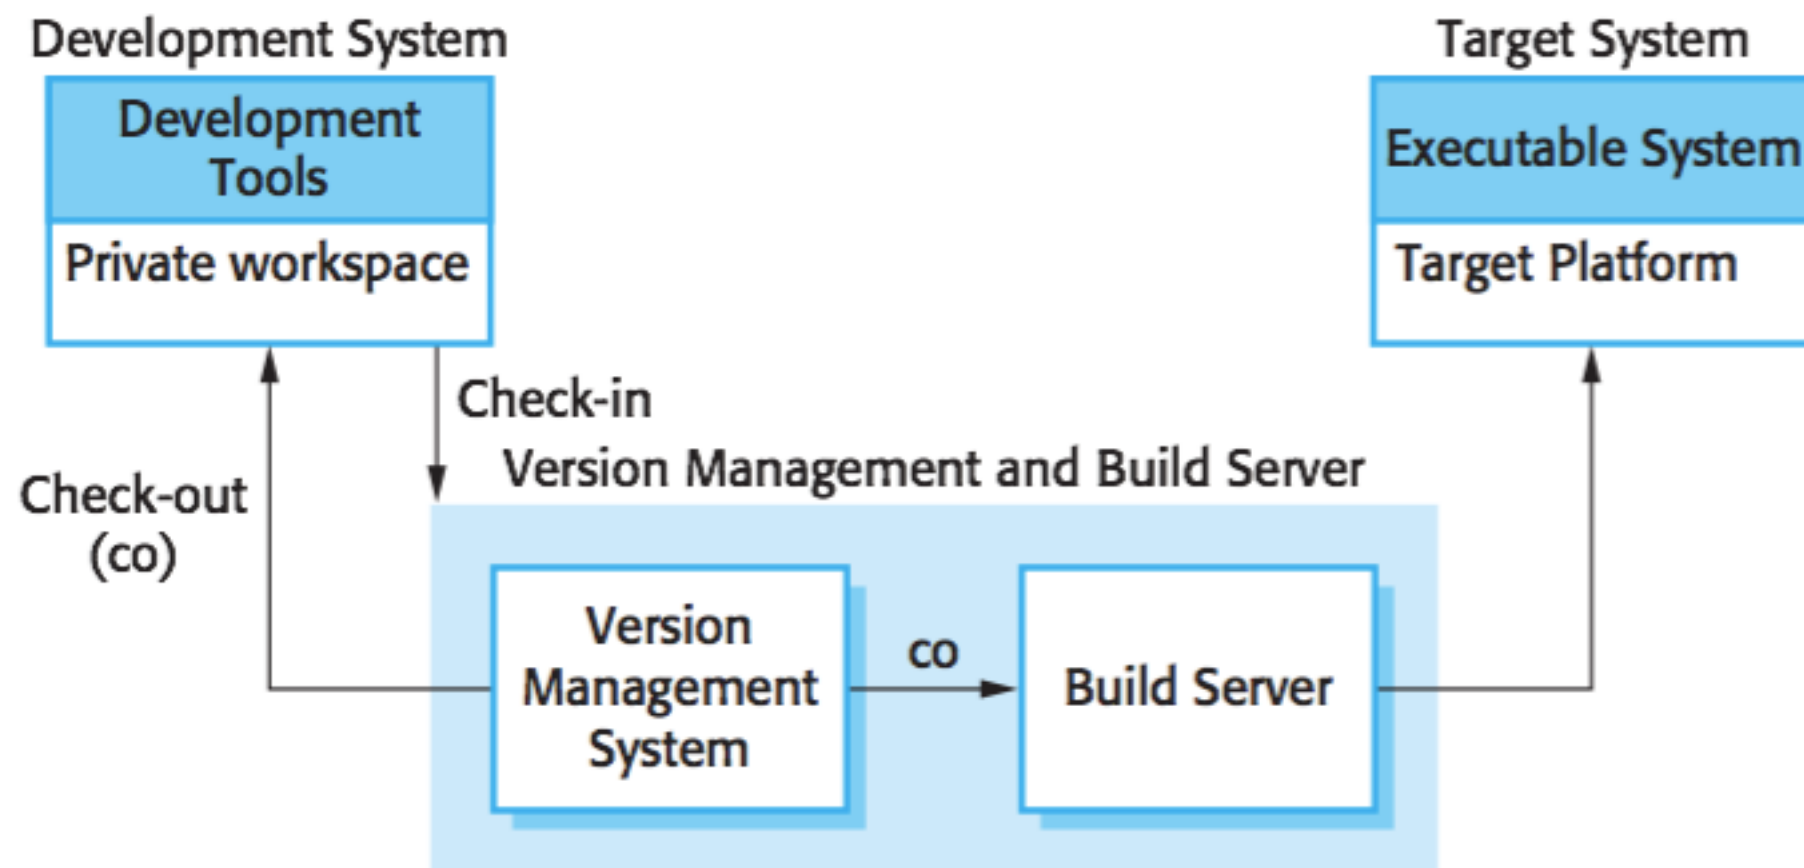 Development System
Target System
Development
Tools
Executable System
Private workspace
Target Platform
Check-in
Check-out
(co)
Version Management and Build Server
Version
Management
System
co
Build Server